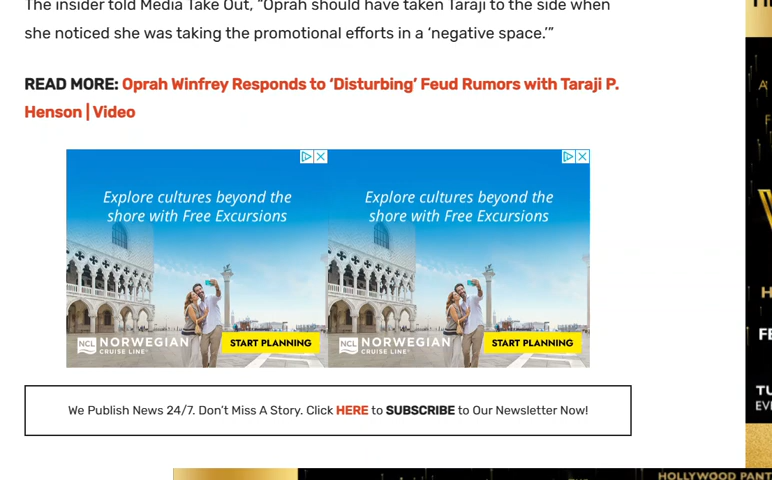 The insider told Media Take Out, “Oprah should have taken Taraji to the side when
she noticed she was taking the promotional efforts in a ‘negative space.’”
READ MORE: Oprah Winfrey Responds to ‘Disturbing’ Feud Rumors with Taraji P.
Henson | Video
Explore cultures beyond the
shore with Free Excursions
NCL NORWEGIAN
CRUISE LINE®
START PLANNING
Explore cultures beyond the
shore with Free Excursions
NCL NORWEGIAN
CRUISE LINE®
START PLANNING
We Publish News 24/7. Don’t Miss A Story. Click HERE to SUBSCRIBE to Our Newsletter Now!
HOLLYWOOD PANT